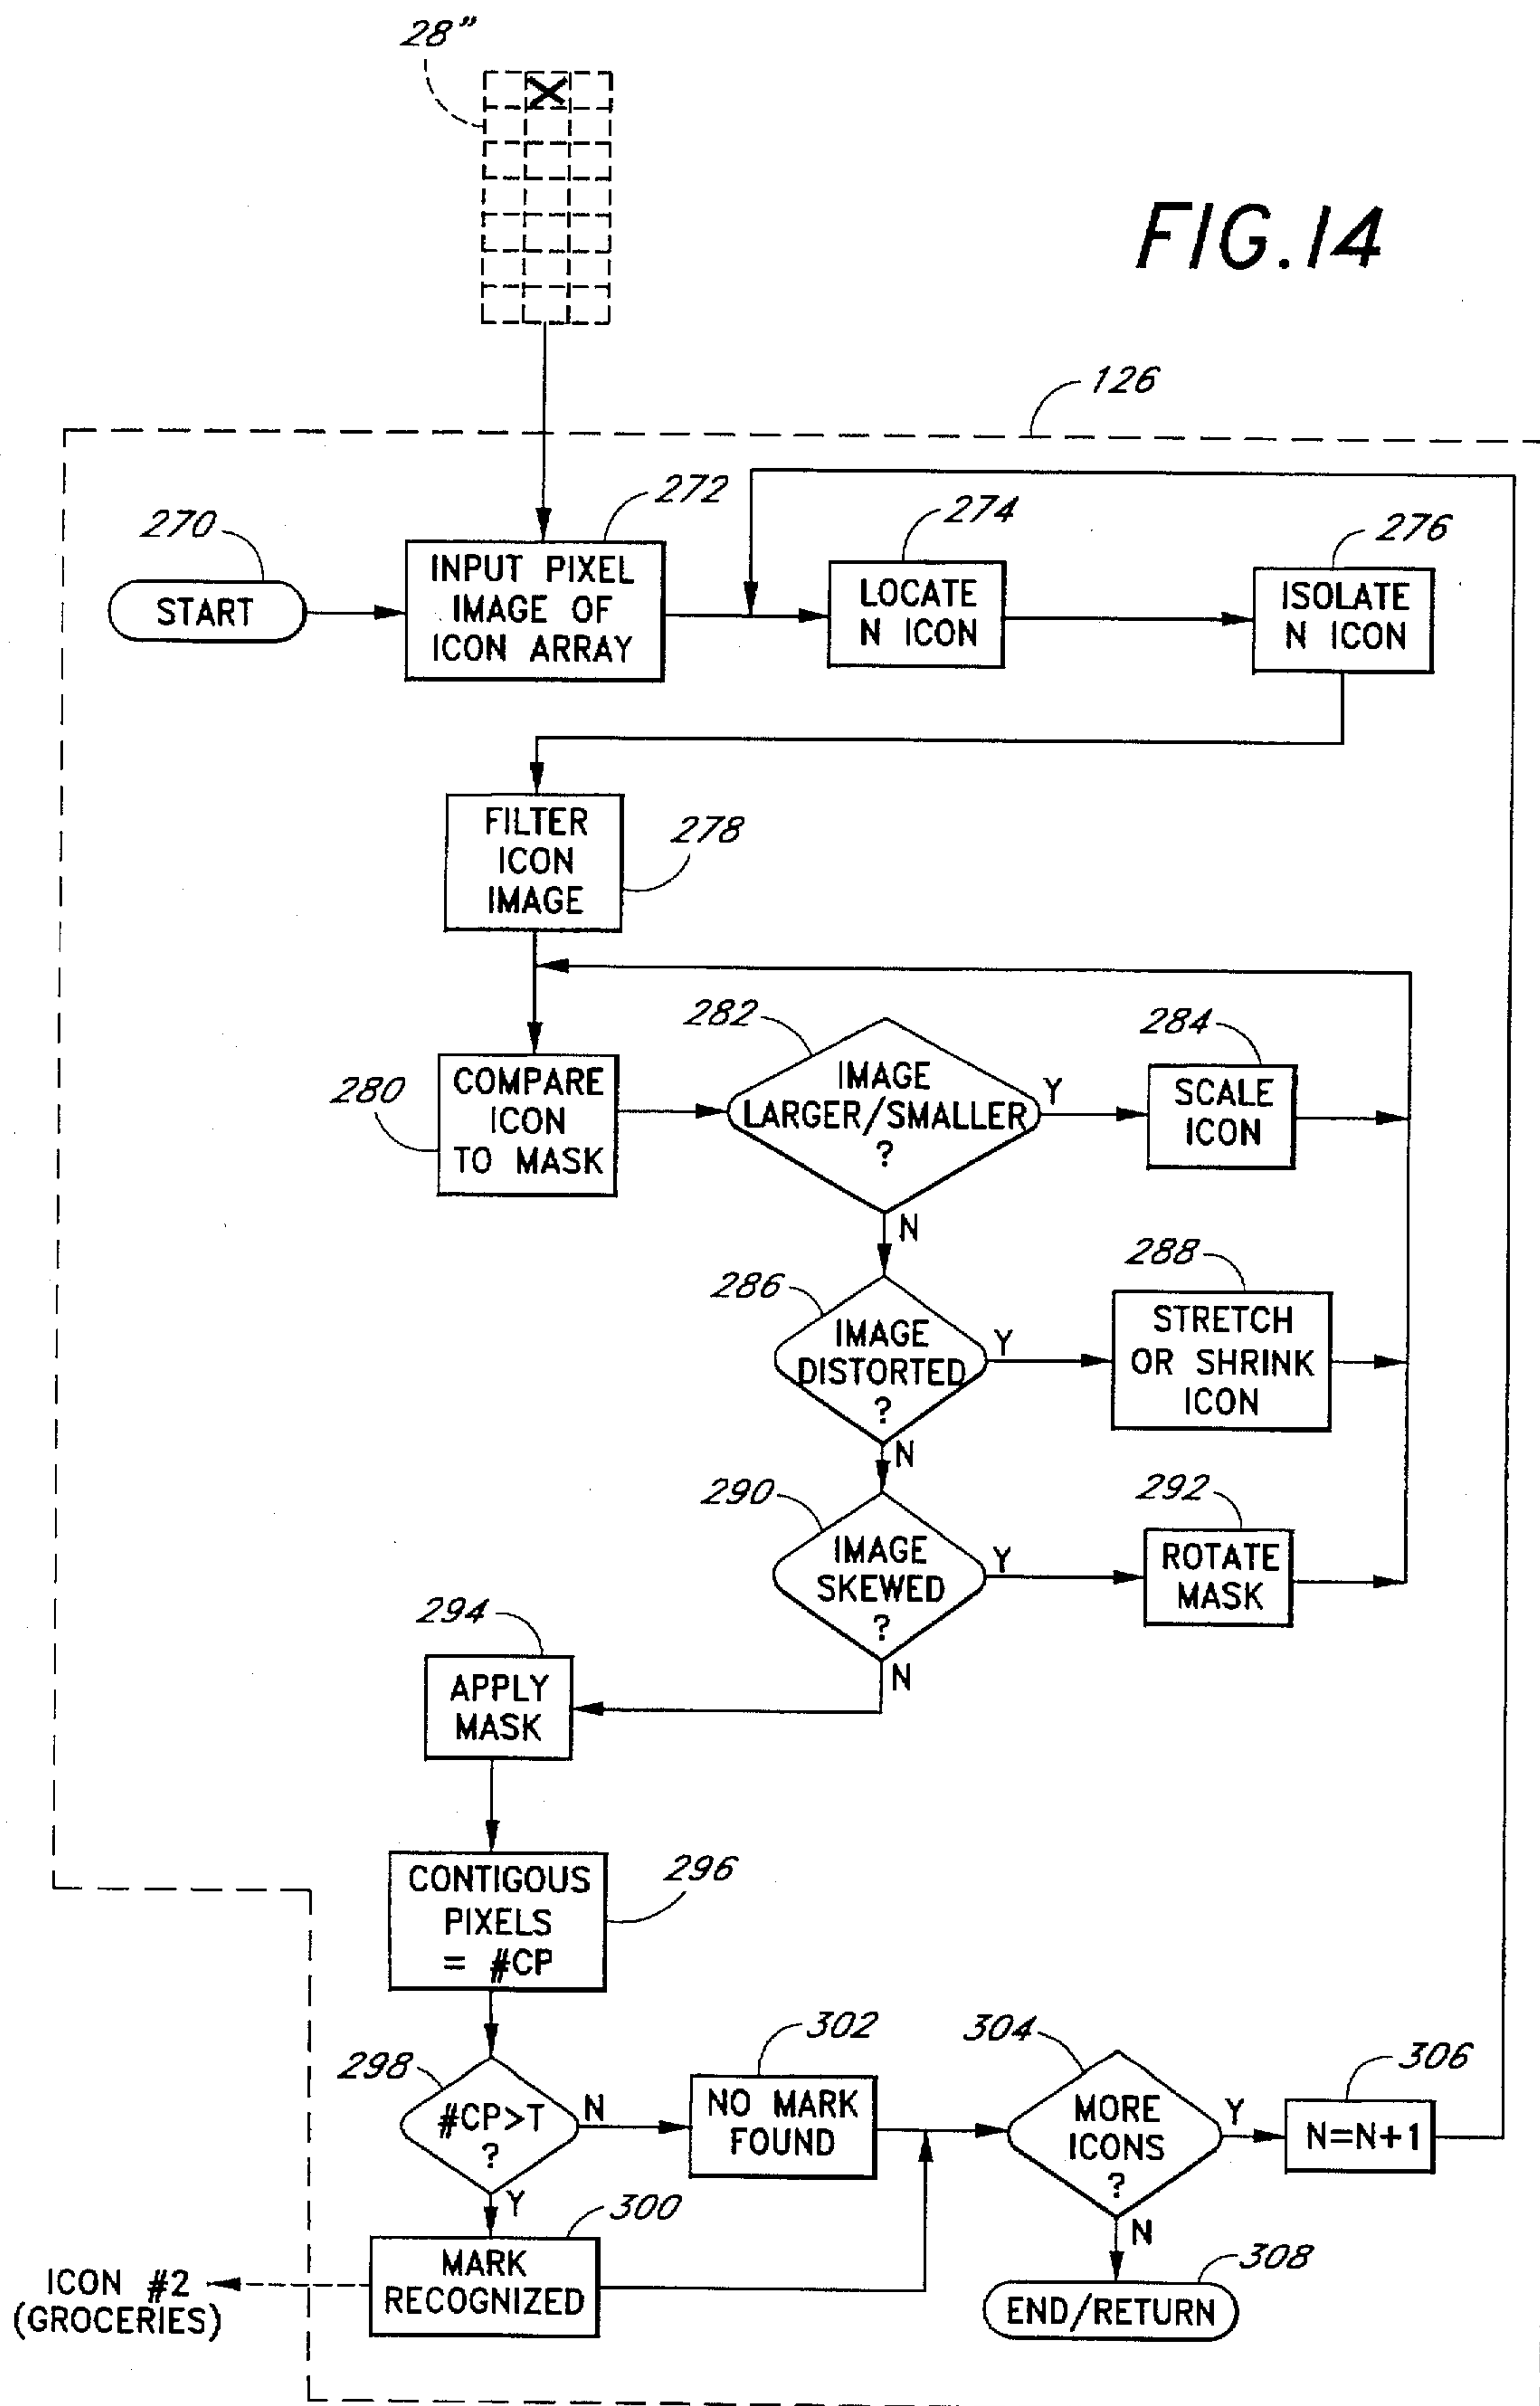 28"
FIG. 14
126
270
START
272
INPUT PIXEL
IMAGE OF
ICON ARRAY
274
LOCATE
N ICON
276
ISOLATE
N ICON
FILTER
ICON
IMAGE
278
280
COMPARE
ICON
TO MASK
282
IMAGE
LARGER/SMALLER
?
Y
N
284
SCALE
ICON
286
IMAGE
DISTORTED
?
Y
N
288
STRETCH
OR SHRINK
ICON
290
IMAGE
SKEWED
?
Y
N
292
ROTATE
MASK
294
APPLY
MASK
CONTIGOUS
PIXELS
= #CP
296
298
#CP>T
?
N
Y
302
NO MARK
FOUND
304
MORE
ICONS
?
Y
N
306
N=N+1
300
MARK
RECOGNIZED
ICON #2
(GROCERIES)
308
END/RETURN